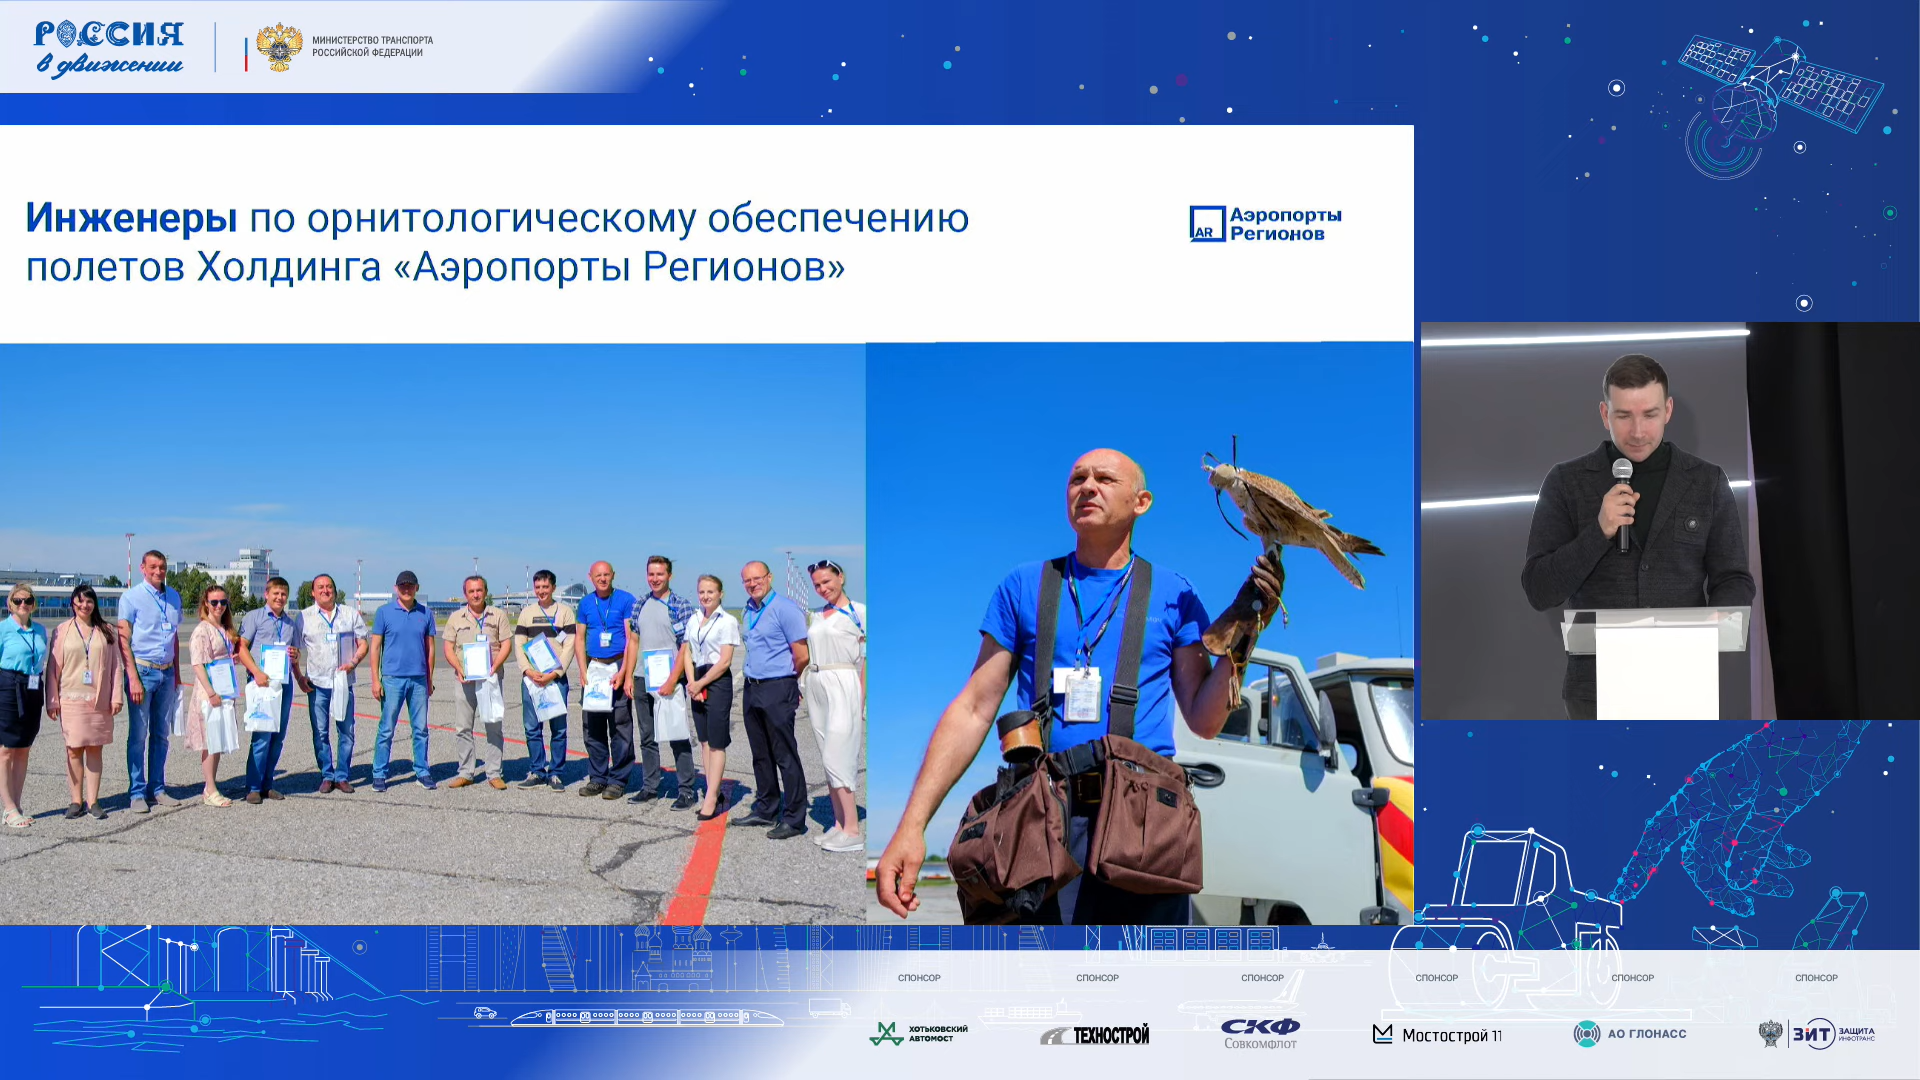 РОССИЯ
в движении
МИНИСТЕРСТВО ТРАНСПОРТА
РОССИЙСКОЙ ФЕДЕРАЦИИ
Инженеры по орнитологическому обеспечению
полетов Холдинга «Аэропорты Регионов»
AR
Аэропорты
Регионов
СПОНСОР
СПОНСОР
СПОНСОР
СПОНСОР
СПОНСОР
СПОНСОР
ХОТЬКОВСКИЙ
АВТОМОСТ
ТЕХНОСТРОЙ
СКФ
Совкомфлот
Мостострой 11
АО ГЛОНАСС
ЗИТ
ЗАЩИТА
ИНФОТРАНС